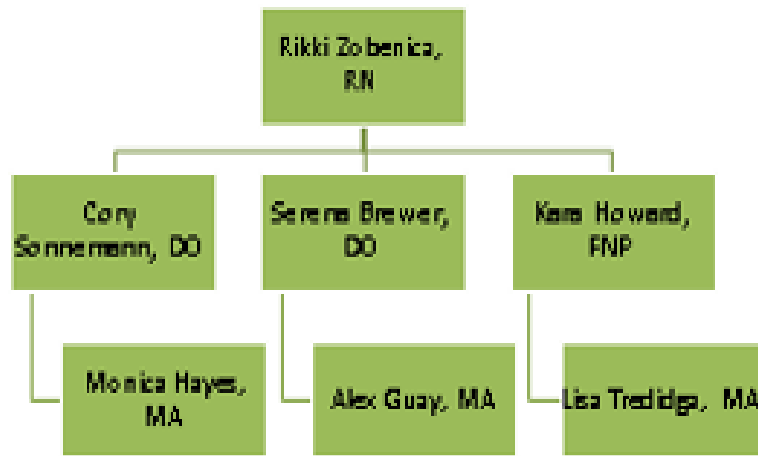 Rikki Zobenica,
RN
Cory
Sonnemann, DO
Serena Brewer,
DO
Kara Howard,
FNP
Monica Hayes,
MA
Alex Guay, MA
Lisa MA